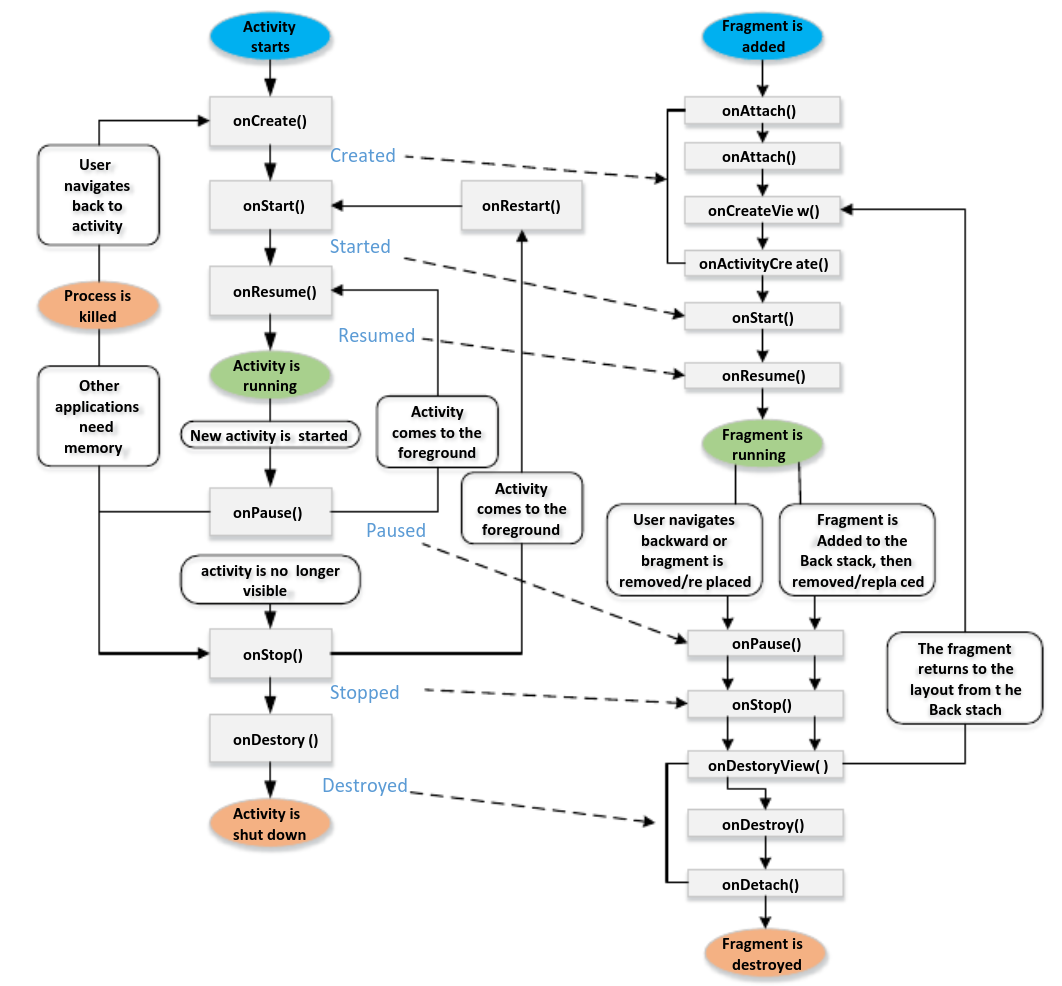 Activity
starts
onCreate()
User
navigates
back to
activity
Created
onStart()
onRestart()
Started
onResume()
Process is
killed
Resumed
Activity is
running
Other
applications
need
memory
New activity is started
Activity
comes to the
foreground
onPause()
Activity
comes to the
foreground
Paused
activity is no longer
visible
onStop()
Stopped
onDestory ()
Destroyed
Activity is
shut down
Fragment is
added
onAttach()
onAttach()
onCreateVie w()
onActivityCre ate()
onStart()
onResume()
Fragment is
running
User navigates
backward or
bragment is
removed/re placed
Fragment is
Added to the
Back stack, then
removed/repla ced
onPause()
The fragment
returns to the
layout from t he
Back stach
onStop()
onDestoryView( )
onDestroy()
onDetach()
Fragment is
destroyed